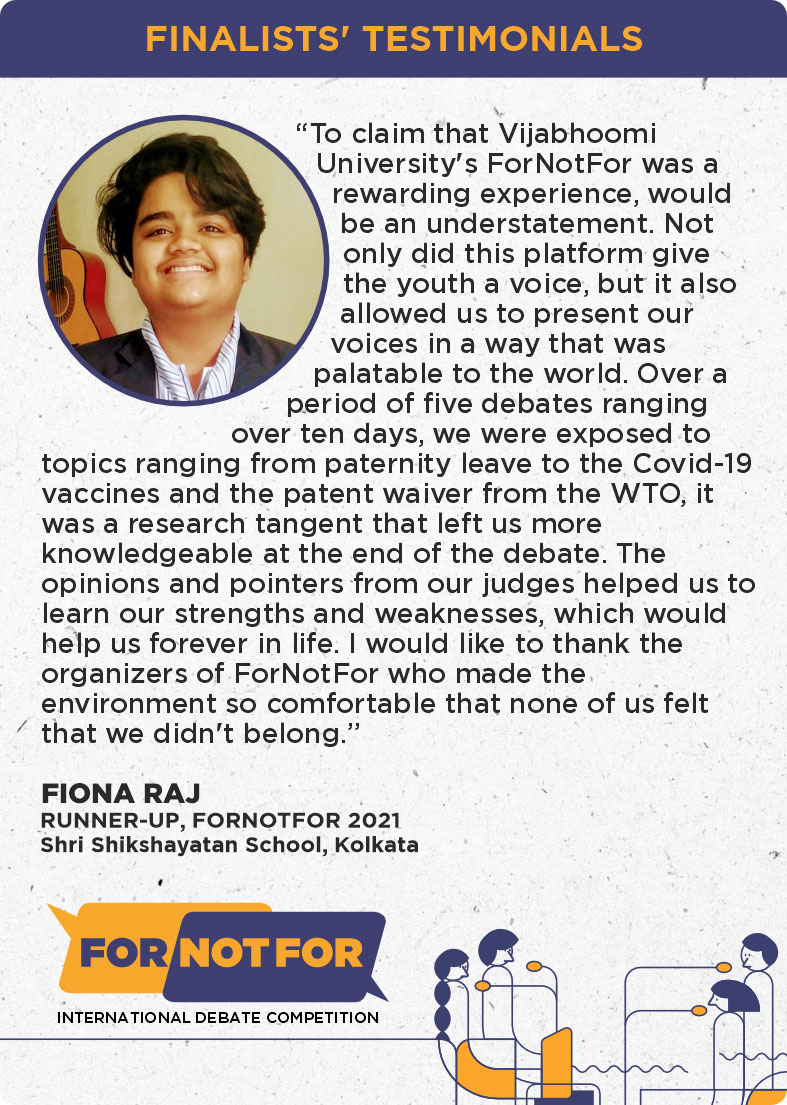 FINALISTS' TESTIMONIALS
“To claim that Vijabhoomi
University's ForNotFor was a
rewarding experience, would
be an understatement. Not
only did this platform give
the youth a voice, but it also
allowed us to present our
voices in a way that was
palatable to the world. Over a
period of five debates ranging
over ten days, we were exposed to
topics ranging from paternity leave to the Covid-19
vaccines and the patent waiver from the WTO, it
was a research tangent that left us more
knowledgeable at the end of the debate. The
opinions and pointers from our judges helped us to
learn our strengths and weaknesses, which would
help us forever in life. I would like to thank the
organizers of ForNotFor who made the
environment so comfortable that none of us felt
that we didn't belong.”
FIONA RAJ
RUNNER-UP, FORNOTFOR 2021
Shri Shikshayatan School, Kolkata
FOR NOT FOR
INTERNATIONAL DEBATE COMPETITION